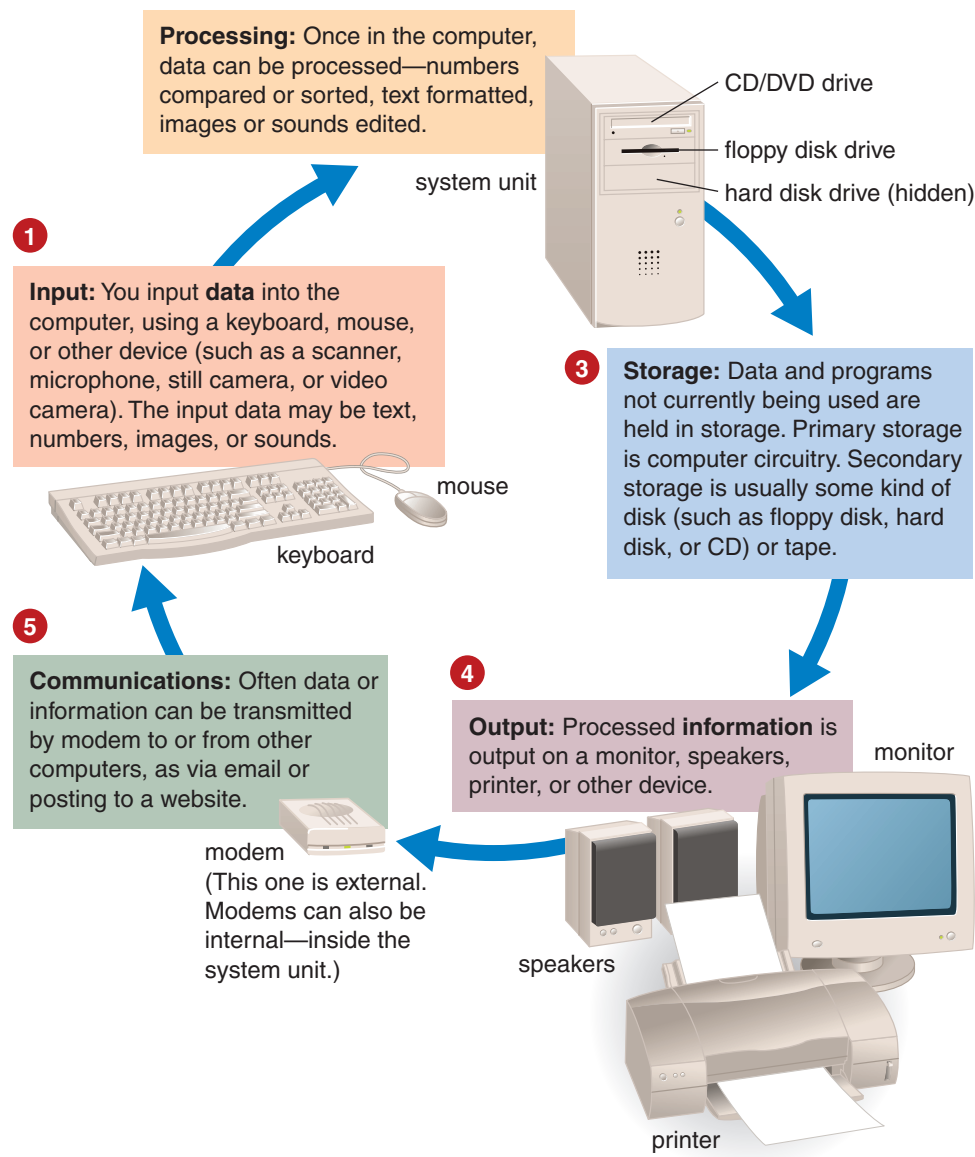 Processing: Once in the computer,
data can be processed—numbers
compared or sorted, text formatted,
images or sounds edited.
CD/DVD drive
floppy disk drive
hard disk drive (hidden)
system unit
1
Input: You input data into the
computer, using a keyboard, mouse,
or other device (such as a scanner,
microphone, still camera, or video
camera). The input data may be text,
numbers, images, or sounds.
mouse
keyboard
3
Storage: Data and programs
not currently being used are
held in storage. Primary storage
is computer circuitry. Secondary
storage is usually some kind of
disk (such as floppy disk, hard
disk, or CD) or tape.
4
Output: Processed information is
output on a monitor, speakers,
printer, or other device.
monitor
speakers
printer
5
Communications: Often data or
information can be transmitted
by modem to or from other
computers, as via email or
posting to a website.
modem
(This one is external.
Modems can also be
internal—inside the
system unit.)